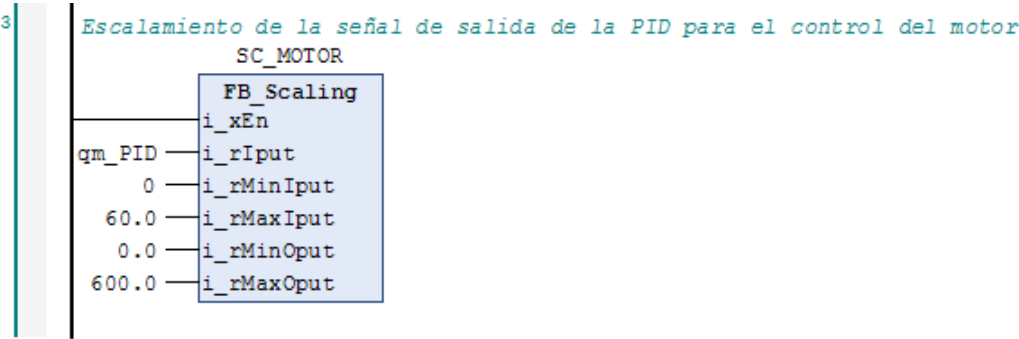 3
Escalamiento de la señal de salida de la PID para el control del motor
SC_MOTOR
FB_Scaling
i_xEn
qm_PID i_rIput
0 i_rMinIput
60.0 i_rMaxIput
0.0 i_rMinOput
600.0 i_rMaxOput